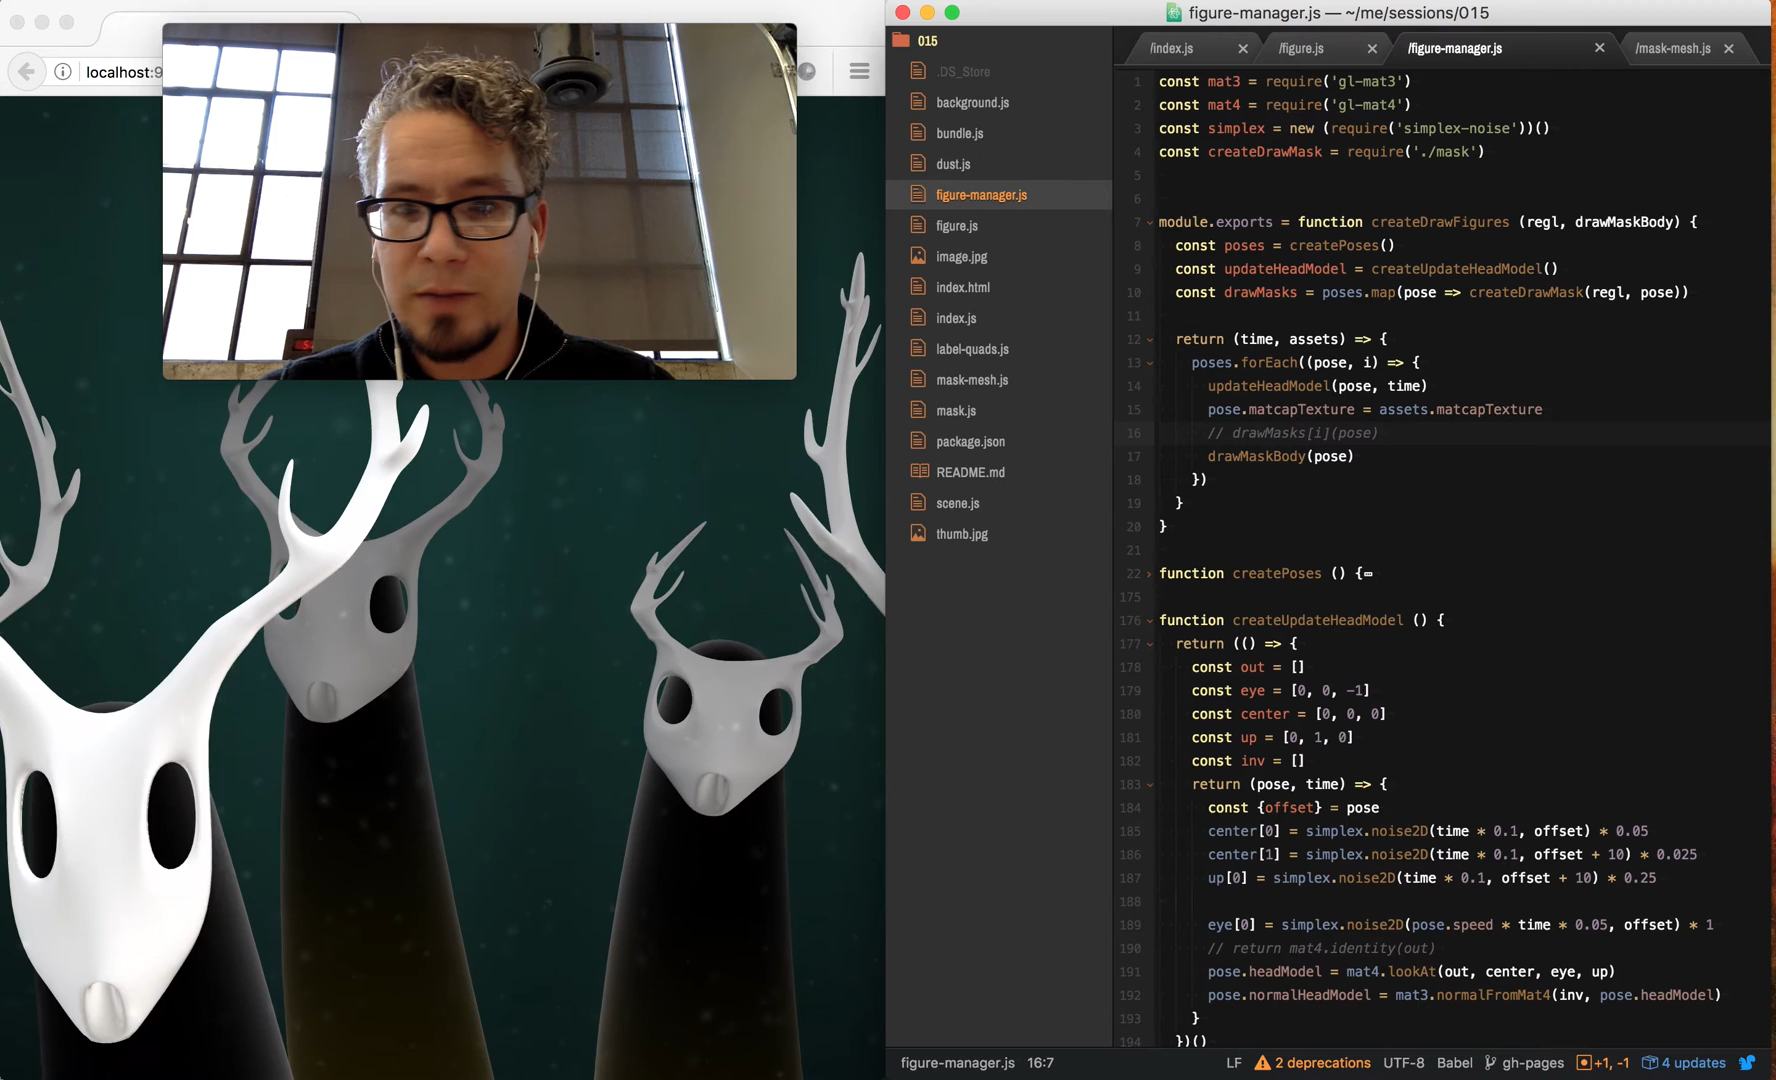 localhost:9
figure-manager.js — ~/me/sessions/015
015
.DS_Store
background.js
bundle.js
dust.js
figure-manager.js
figure.js
image.jpg
index.html
index.js
label-quads.js
mask-mesh.js
mask.js
package.json
README.md
scene.js
thumb.jpg
/index.js
/figure.js
/figure-manager.js
/mask-mesh.js
1 const mat3 = require('gl-mat3')
2 const mat4 = require('gl-mat4')
3 const simplex = new (require('simplex-noise'))()
4 const createDrawMask = require('./mask')
5
6
7 module.exports = function createDrawFigures (regl, drawMaskBody) {
8 const poses = createPoses()
9 const updateHeadModel = createUpdateHeadModel()
10 const drawMasks = poses.map(pose => createDrawMask(regl, pose))
11
12 return (time, assets) => {
13 poses.forEach((pose, i) => {
14 updateHeadModel(pose, time)
15 pose.matcapTexture = assets.matcapTexture
16 // drawMasks[i](pose)
17 drawMaskBody(pose)
18 })
19 }
20 }
21
22 function createPoses () {…
175
176 function createUpdateHeadModel () {
177 return (() => {
178 const out = []
179 const eye = [0, 0, -1]
180 const center = [0, 0, 0]
181 const up = [0, 1, 0]
182 const inv = []
183 return (pose, time) => {
184 const {offset} = pose
185 center[0] = simplex.noise2D(time * 0.1, offset) * 0.05
186 center[1] = simplex.noise2D(time * 0.1, offset + 10) * 0.025
187 up[0] = simplex.noise2D(time * 0.1, offset + 10) * 0.25
188
189 eye[0] = simplex.noise2D(pose.speed * time * 0.05, offset) * 1
190 // return mat4.identity(out)
191 pose.headModel = mat4.lookAt(out, center, eye, up)
192 pose.normalHeadModel = mat3.normalFromMat4(inv, pose.headModel)
193 }
194 })()
figure-manager.js 16:7
LF 2 deprecations UTF-8 Babel gh-pages +1, -1 4 updates